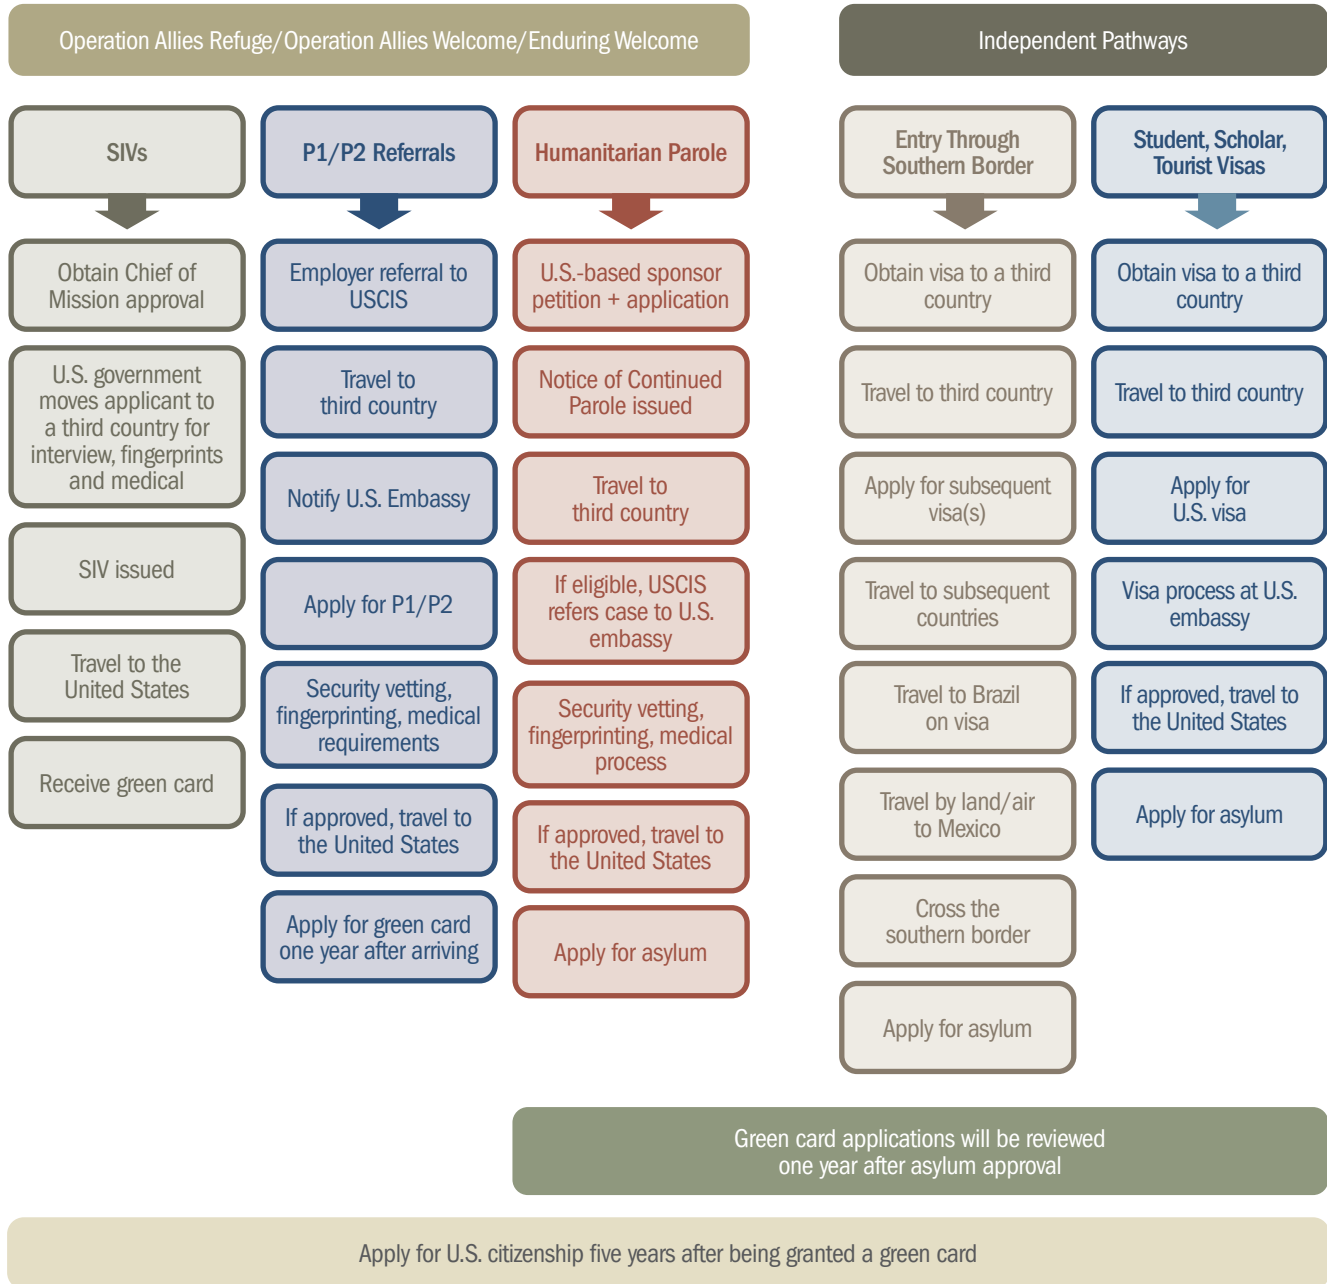 Operation Allies Refuge/Operation Allies Welcome/Enduring Welcome
Independent Pathways
SIVs
Obtain Chief of
Mission approval
U.S. government
moves applicant to
a third country for
interview, fingerprints
and medical
SIV issued
Travel to the
United States
Receive green card
P1/P2 Referrals
Employer referral to
USCIS
Travel to
third country
Notify U.S. Embassy
Apply for P1/P2
Security vetting,
fingerprinting, medical
requirements
If approved, travel to
the United States
Apply for green card
one year after arriving
Humanitarian Parole
U.S.-based sponsor
petition + application
Notice of Continued
Parole issued
Travel to
third country
If eligible, USCIS
refers case to U.S.
embassy
Security vetting,
fingerprinting, medical
process
If approved, travel to
the United States
Apply for asylum
Entry Through
Southern Border
Obtain visa to a third
country
Travel to third country
Apply for subsequent
visa(s)
Travel to subsequent
countries
Travel to Brazil
on visa
Travel by land/air
to Mexico
Cross the
southern border
Apply for asylum
Student, Scholar,
Tourist Visas
Obtain visa to a third
country
Travel to third country
Apply for
U.S. visa
Visa process at U.S.
embassy
If approved, travel to
the United States
Apply for asylum
Green card applications will be reviewed
one year after asylum approval
Apply for U.S. citizenship five years after being granted a green card